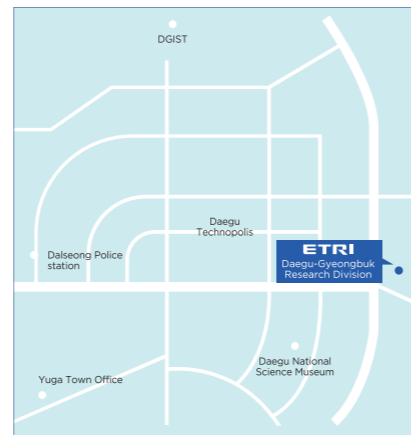 DGIST
Daegu
Technopolis
ETRI
Daegu-Gyeongbuk
Research Division
Dalseong Police
station
Daegu National
Science Museum
Yuga Town Office